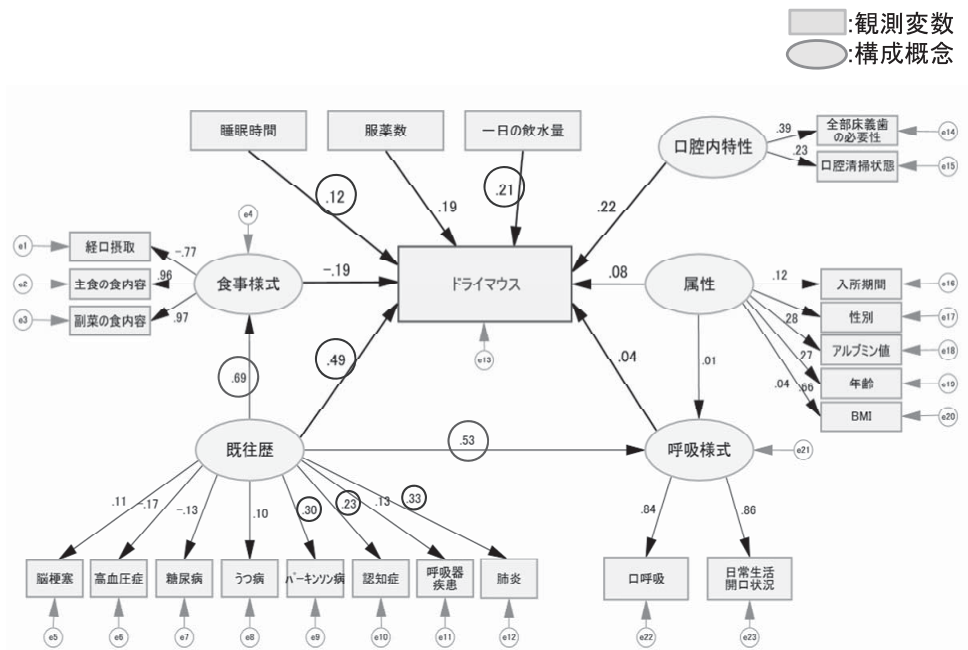 :観測変数
:構成概念
睡眠時間
服薬数
一日の飲水量
口腔内特性
.39
全部床義歯
の必要性
e14
.23
口腔清掃状態
e15
.12
.19
.21
.22
e4
e1
経口摂取
-.77
e2
主食の食内容
.96
e3
副菜の食内容
.97
食事様式
-.19
ドライマウス
e13
.08
属性
.12
入所期間
e16
性別
e17
.28
アルブミン値
e18
.27
年齢
e19
.04
.66
BMI
e20
.69
.49
.04
.01
既往歴
.53
呼吸様式
e21
.11
-.17
-.13
.10
.30
.23
.13
.33
.84
.86
脳梗塞
高血圧症
糖尿病
うつ病
パーキンソン病
認知症
呼吸器
疾患
肺炎
口呼吸
日常生活
開口状況
e5
e6
e7
e8
e9
e10
e11
e12
e22
e23